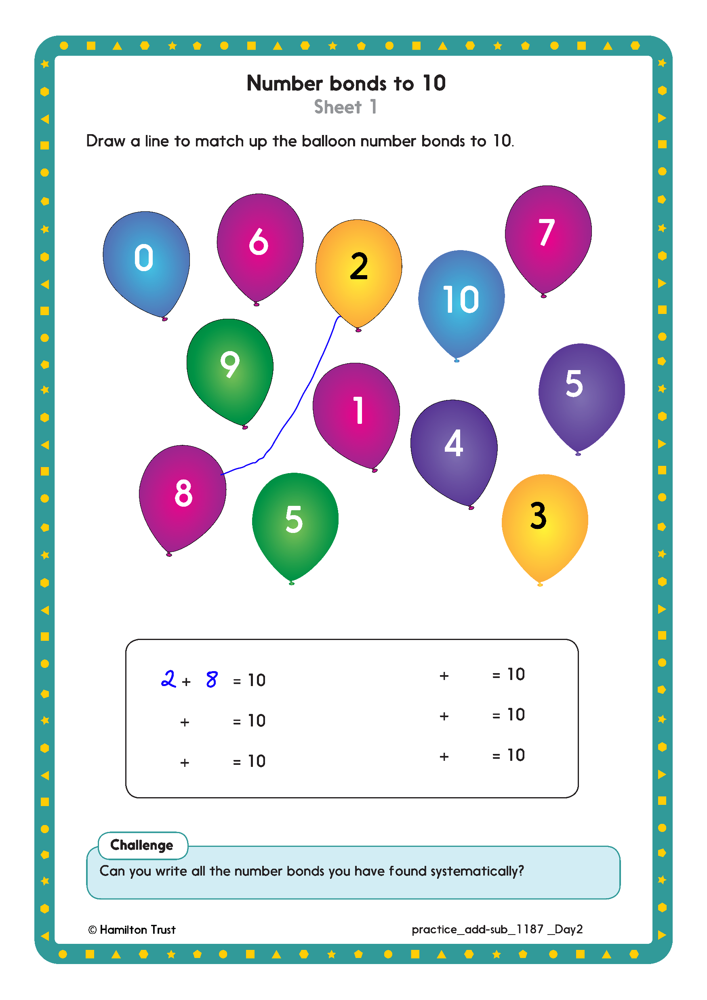 Number bonds to 10
Sheet 1
Draw a line to match up the balloon number bonds to 10.
0
6
2
10
7
9
1
4
5
8
5
3
2 + 8 = 10
+ = 10
+ = 10
+ = 10
+ = 10
+ = 10
Challenge
Can you write all the number bonds you have found systematically?
© Hamilton Trust
practice_add-sub_1187 _Day2